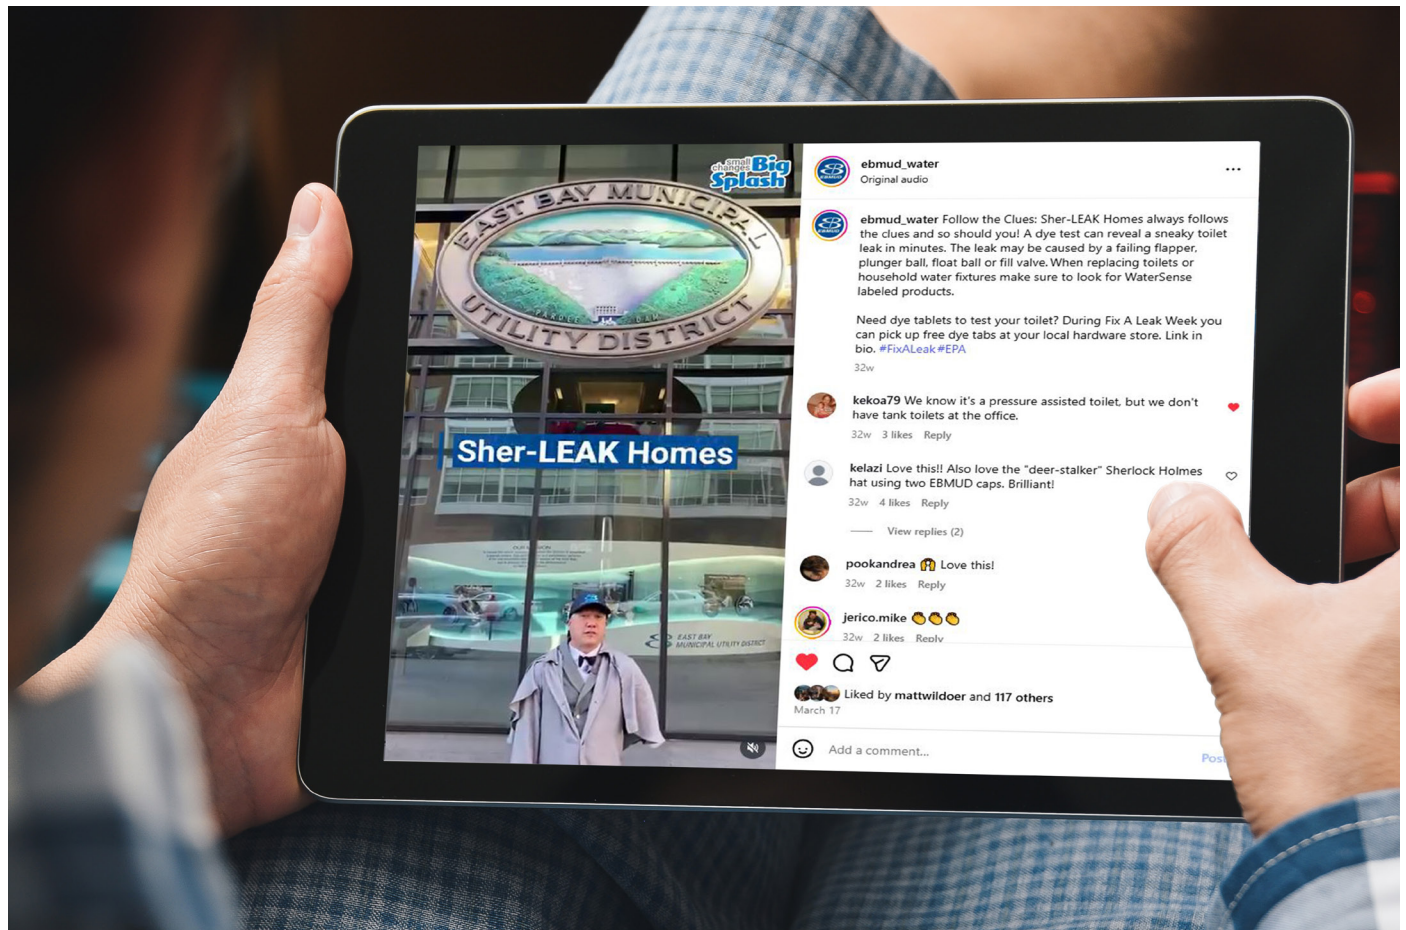 small
changes Big
Splash
EAST BAY MUNICIPAL
UTILITY DISTRICT
PARDEE DAM
Sher-LEAK Homes
OUR MISSION
EAST BAY
MUNICIPAL UTILITY DISTRICT
EBMUD
ebmud_water
Original audio
...
EBMUD
ebmud_water Follow the Clues: Sher-LEAK Homes always follows
the clues and so should you! A dye test can reveal a sneaky toilet
leak in minutes. The leak may be caused by a failing flapper,
plunger ball, float ball or fill valve. When replacing toilets or
household water fixtures make sure to look for WaterSense
labeled products.
Need dye tablets to test your toilet? During Fix A Leak Week you
can pick up free dye tabs at your local hardware store. Link in
bio. #FixALeak #EPA
32w
kekoa79 We know it's a pressure assisted toilet, but we don't
have tank toilets at the office.
32w 3 likes Reply
kelazi Love this!! Also love the "deer-stalker" Sherlock Holmes
hat using two EBMUD caps. Brilliant!
32w 4 likes Reply
View replies (2)
pookandrea 🙌 Love this!
32w 2 likes Reply
jerico.mike 👏👏👏
32w 2 likes Reply
Liked by mattwildoer and 117 others
March 17
Add a comment...
Pos